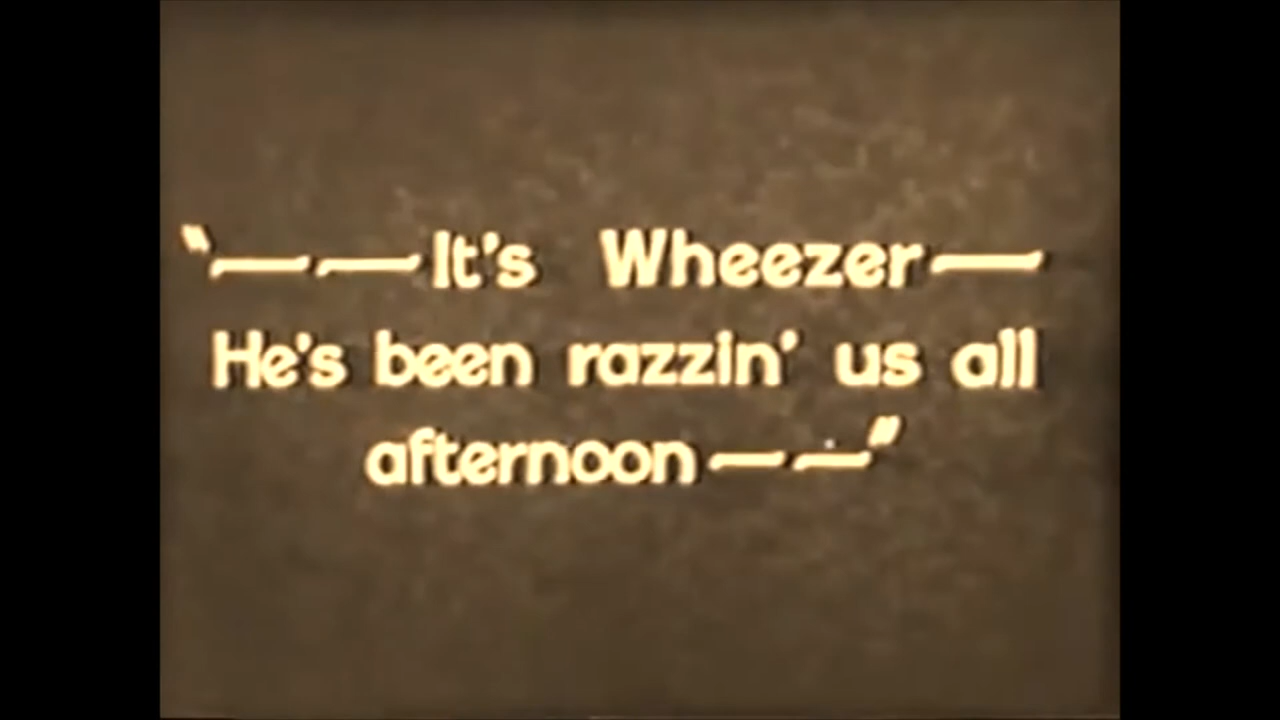 "——It's Wheezer—
He's been razzin' us all
afternoon——"